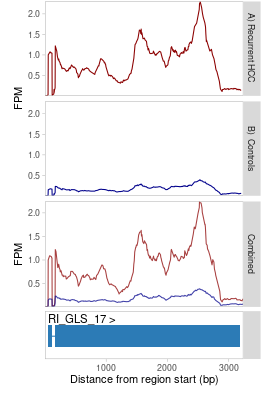 2.0
1.5
1.0
0.5
FPM
A) Recurrent HCC
2.0
1.5
1.0
0.5
B) Controls
2.0
1.5
1.0
0.5
FPM
Combined
RI_GLS_17 >
1000
2000
3000
Distance from region start (bp)